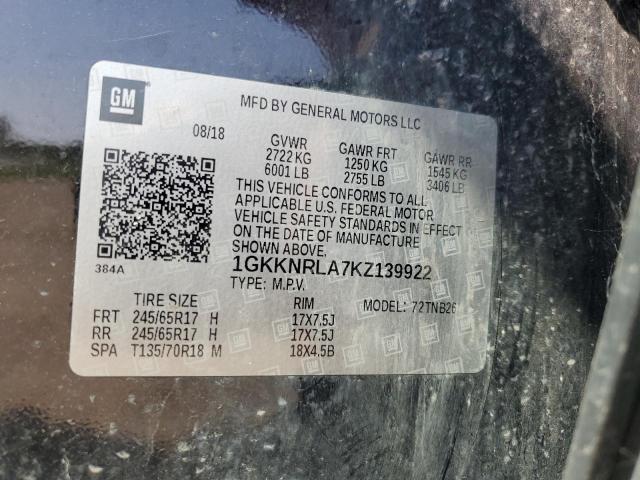 GM
MFD BY GENERAL MOTORS LLC
08/18
GVWR
2722 KG
6001 LB
GAWR FRT
1250 KG
2755 LB
GAWR RR
1545 KG
3406 LB
THIS VEHICLE CONFORMS TO ALL
APPLICABLE U.S. FEDERAL MOTOR
VEHICLE SAFETY STANDARDS IN EFFECT
ON THE DATE OF MANUFACTURE
SHOWN ABOVE.
384A
1GKKNRLA7KZ139922
TYPE: M.P.V.
MODEL: 72TNB26
TIRE SIZE RIM
FRT 245/65R17 H 17X7.5J
RR 245/65R17 H 17X7.5J
SPA T135/70R18 M 18X4.5B